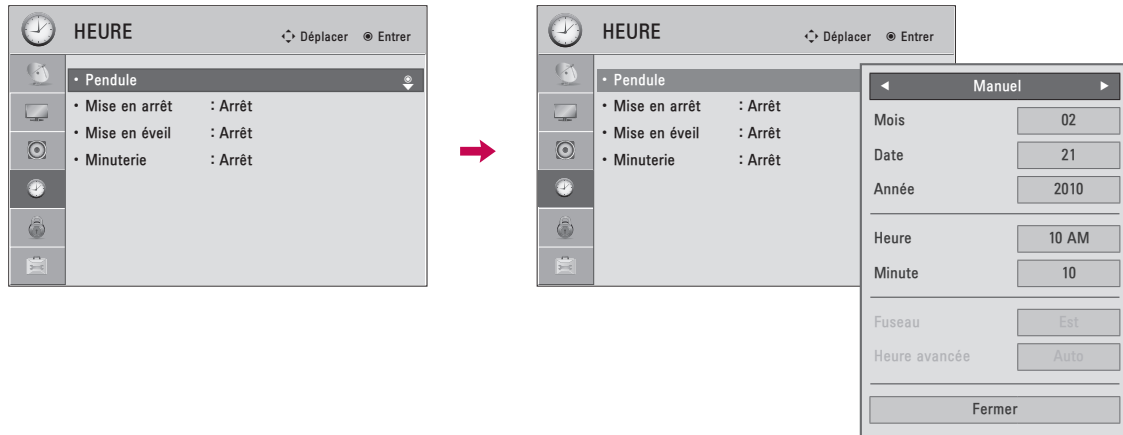 HEURE
Déplacer Entrer
• Pendule
• Mise en arrêt : Arrêt
• Mise en éveil : Arrêt
• Minuterie : Arrêt
HEURE
Déplacer Entrer
• Pendule
• Mise en arrêt : Arrêt
• Mise en éveil : Arrêt
• Minuterie : Arrêt
◄ Manuel ►
Mois 02
Date 21
Année 2010
Heure 10 AM
Minute 10
Fuseau Est
Heure avancée Auto
Fermer